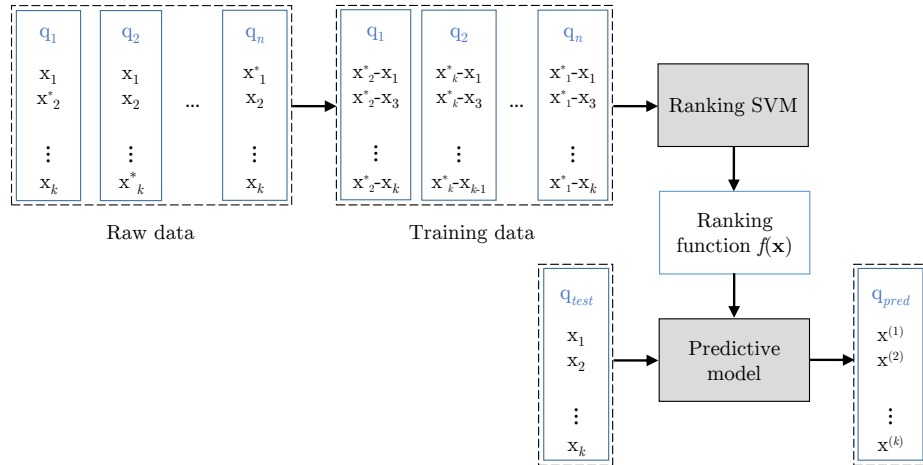 q₁ q₂ qₙ
x₁ x₁ x*₁
x*₂ x₂ ... x₂
⋮ ⋮ ⋮
xₖ x*ₖ xₖ
Raw data
q₁ q₂ qₙ
x*₂-x₁ x*ₖ-x₁ x*₁-x₁
x*₂-x₃ x*ₖ-x₃ ... x*₁-x₃
⋮ ⋮ ⋮
x*₂-xₖ x*ₖ-xₖ₋₁ x*₁-xₖ
Training data
Ranking SVM
Ranking
function f(x)
q_test
x₁
x₂
⋮
xₖ
Predictive
model
q_pred
x⁽¹⁾
x⁽²⁾
⋮
x⁽ᵏ⁾